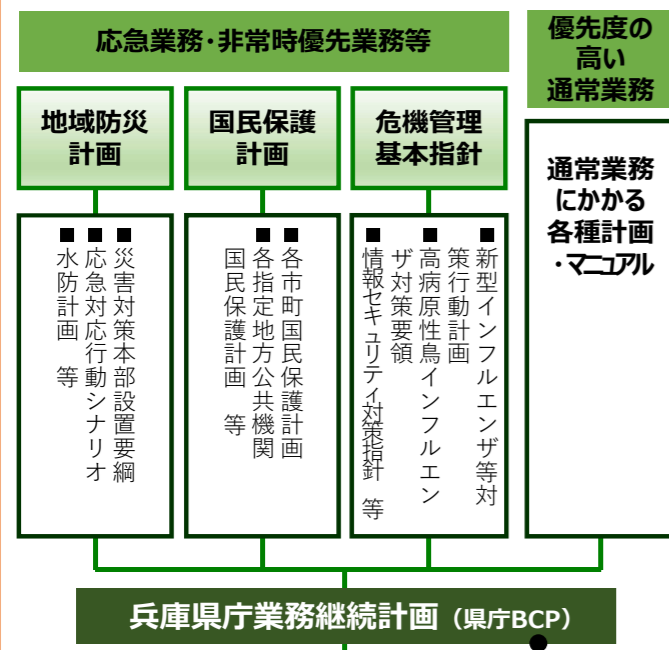 応急業務・非常時優先業務等
優先度の
高い
通常業務
地域防災
計画
国民保護
計画
危機管理
基本指針
通常業務
にかかる
各種計画
・マニュアル
■災害対策本部設置要綱
■応急対応行動シナリオ
■水防計画 等
■各市町国民保護計画
■各指定地方公共機関
国民保護計画 等
■新型インフルエンザ等対
策行動計画
■高病原性鳥インフルエン
ザ対策要領
■情報セキュリティ対策指針 等
兵庫県庁業務継続計画（県庁BCP）